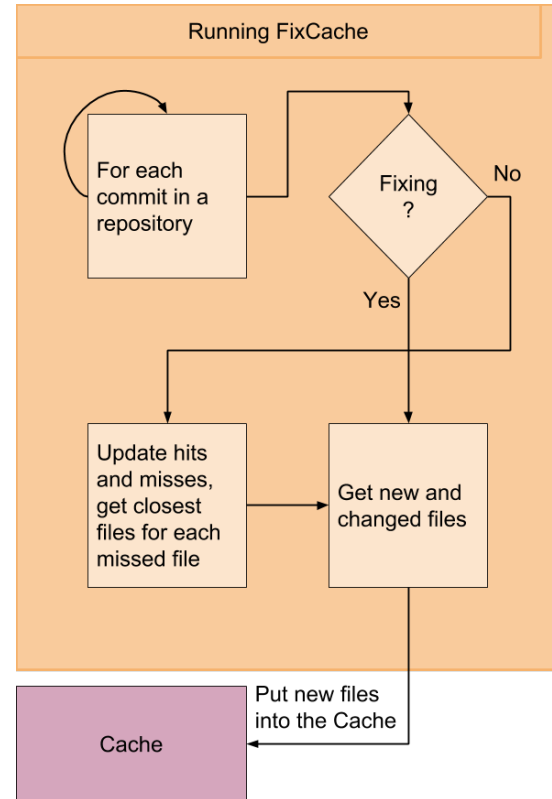 Running FixCache
For each
commit in a
repository
Fixing
?
No
Yes
Update hits
and misses,
get closest
files for each
missed file
Get new and
changed files
Put new files
into the Cache
Cache